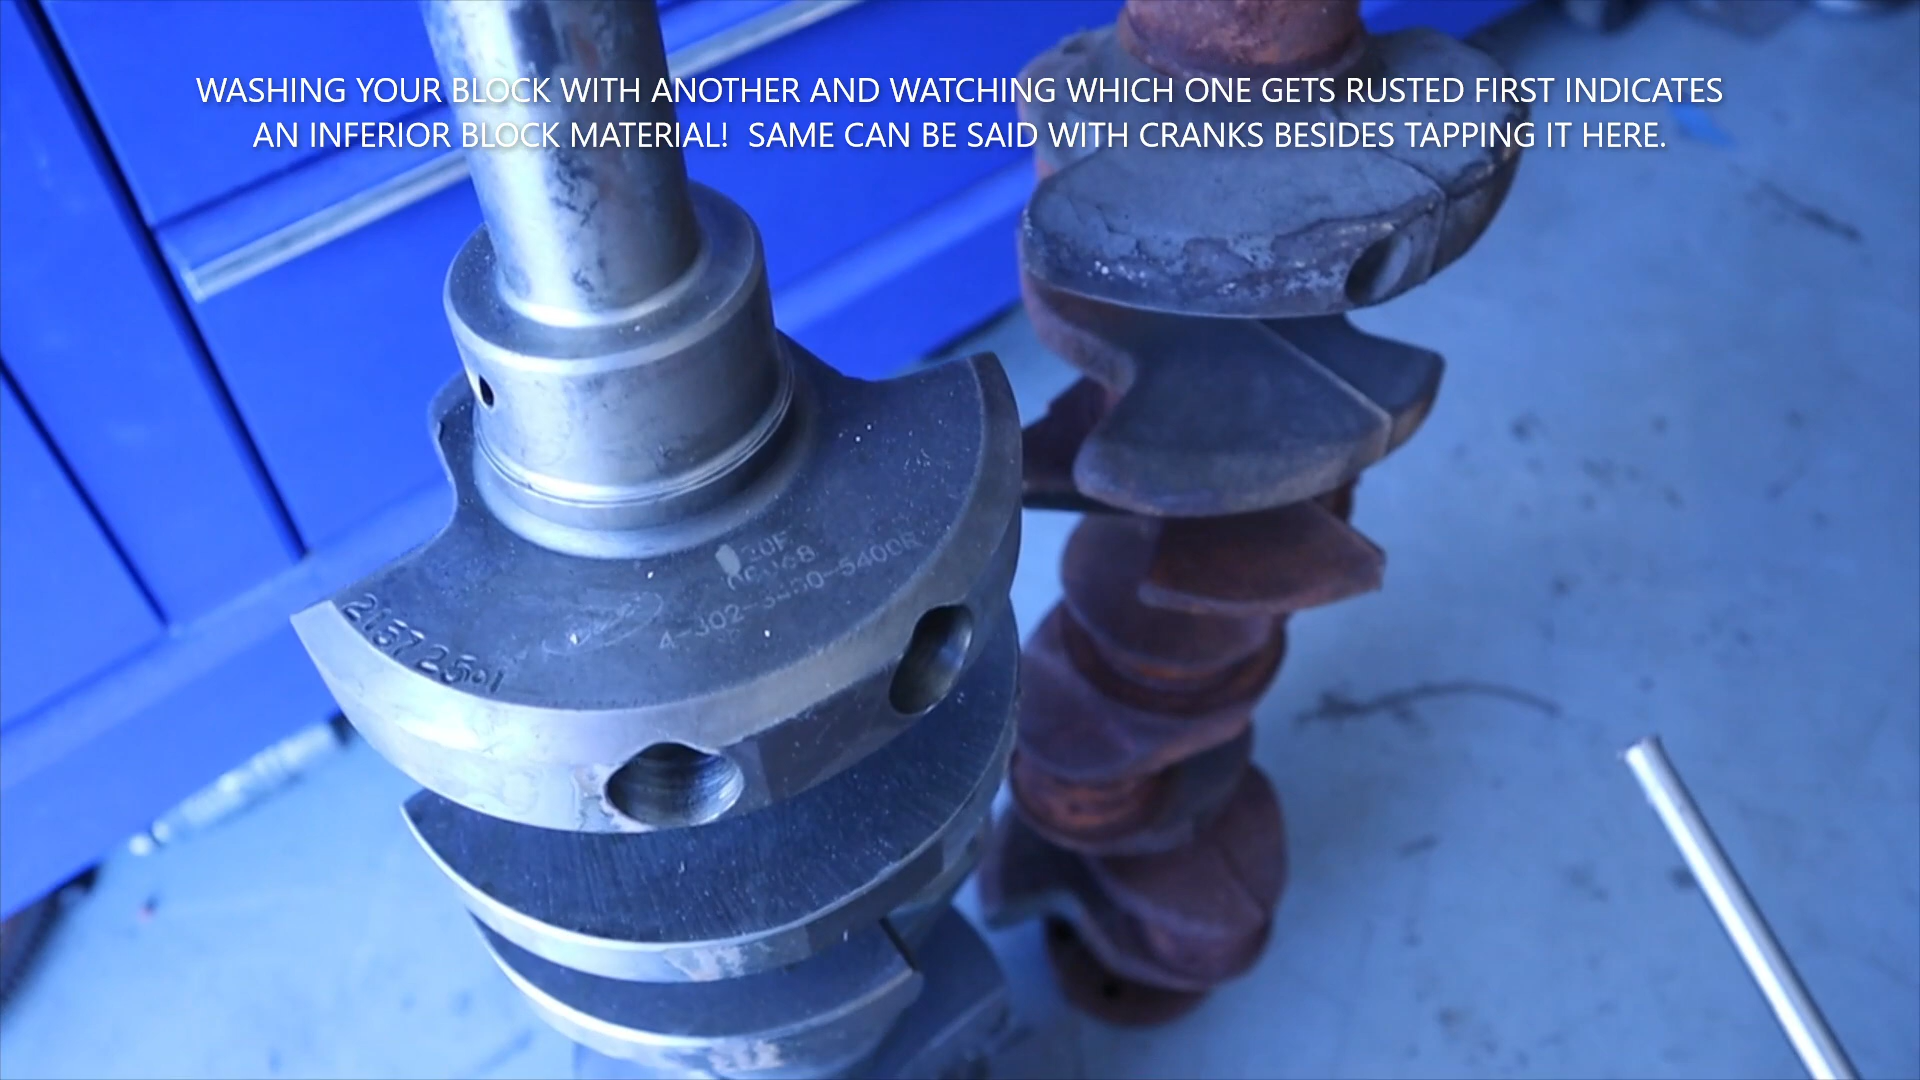 WASHING YOUR BLOCK WITH ANOTHER AND WATCHING WHICH ONE GETS RUSTED FIRST INDICATES
AN INFERIOR BLOCK MATERIAL!  SAME CAN BE SAID WITH CRANKS BESIDES TAPPING IT HERE.